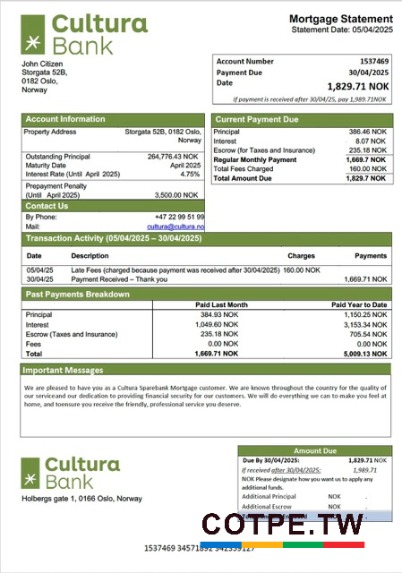 Cultura
Bank
Mortgage Statement
Statement Date: 05/04/2025
John Citizen
Storgata 52B,
0182 Oslo,
Norway
Account Number 1537469
Payment Due 30/04/2025
Date 1,829.71 NOK
If payment is received after 30/04/25, pay 1,989.71NOK
Account Information
Property Address Storgata 52B, 0182 Oslo,
Norway
Outstanding Principal 264,776.43 NOK
Maturity Date April 2025
Interest Rate (Until April 2025) 4.75%
Prepayment Penalty
(Until April 2025) 3,500.00 NOK
Contact Us
By Phone: +47 22 99 51 99
Mail: cultura@cultura.no
Current Payment Due
Principal 386.46 NOK
Interest 8.07 NOK
Escrow (for Taxes and Insurance) 235.18 NOK
Regular Monthly Payment 1,669.7 NOK
Total Fees Charged 160.00 NOK
Total Amount Due 1,829.7 NOK
Transaction Activity (05/04/2025 – 30/04/2025)
Date Description Charges Payments
05/04/25 Late Fees (charged because payment was received after 30/04/2025) 160.00 NOK
30/04/25 Payment Received – Thank you 1,669.71 NOK
Past Payments Breakdown
Paid Last Month Paid Year to Date
Principal 384.93 NOK 1,150.25 NOK
Interest 1,049.60 NOK 3,153.34 NOK
Escrow (Taxes and Insurance) 235.18 NOK 705.54 NOK
Fees 0.00 NOK 0.00 NOK
Total 1,669.71 NOK 5,009.13 NOK
Important Messages
We are pleased to have you as a Cultura Sparebank Mortgage customer. We are known throughout the country for the quality of
our serviceand our dedication to providing financial security for our customers. We will do everything we can to make you feel at
home, and toensure you receive the friendly, professional service you deserve.
Cultura
Bank
Holbergs gate 1, 0166 Oslo, Norway
Amount Due
Due By 30/04/2025: 1,829.71 NOK
If received after 30/04/2025: 1,989.71
NOK Please designate how you want us to apply any
additional funds.
Additional Principal NOK .
Additional Escrow NOK .
COTPE.TW
1537469 34571892